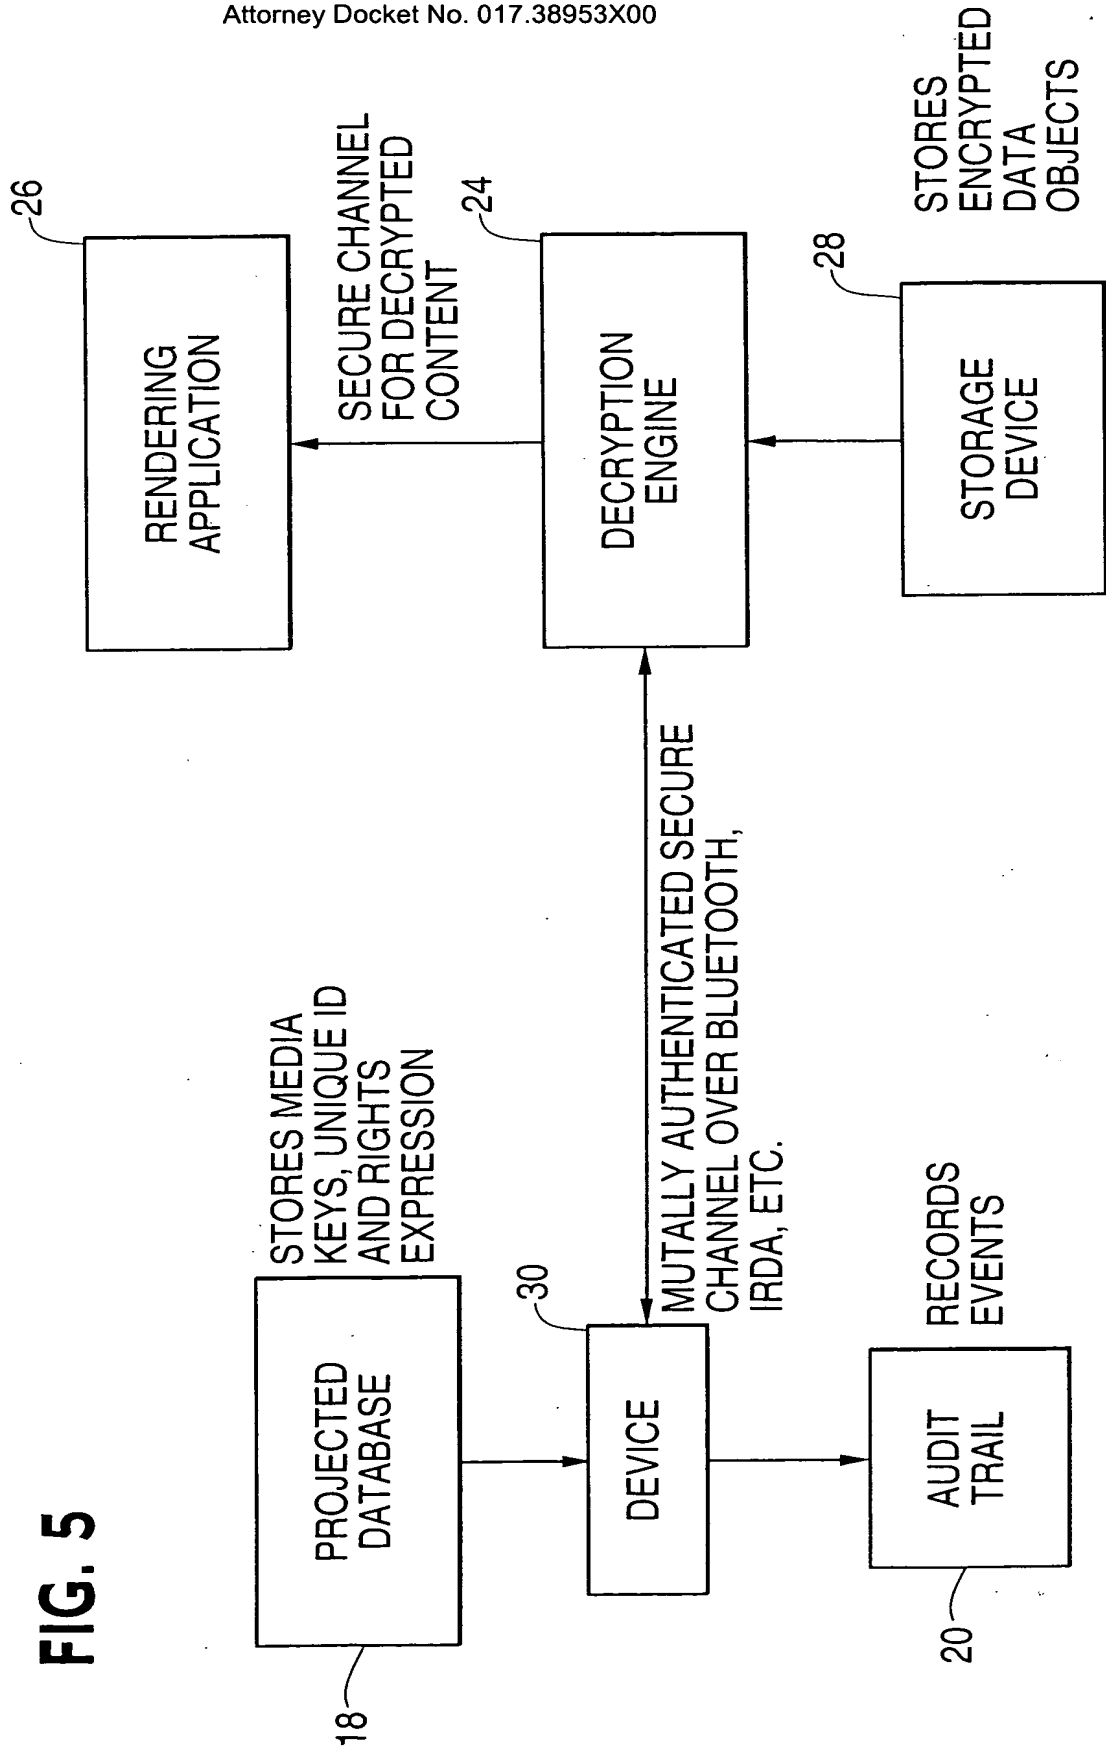 Attorney Docket No. 017.38953X00
FIG. 5
18
PROJECTED
DATABASE
STORES MEDIA
KEYS, UNIQUE ID
AND RIGHTS
EXPRESSION
30
DEVICE
20
AUDIT
TRAIL
RECORDS
EVENTS
MUTALLY AUTHENTICATED SECURE
CHANNEL OVER BLUETOOTH,
IRDA, ETC.
26
RENDERING
APPLICATION
SECURE CHANNEL
FOR DECRYPTED
CONTENT
24
DECRYPTION
ENGINE
28
STORAGE
DEVICE
STORES
ENCRYPTED
DATA
OBJECTS